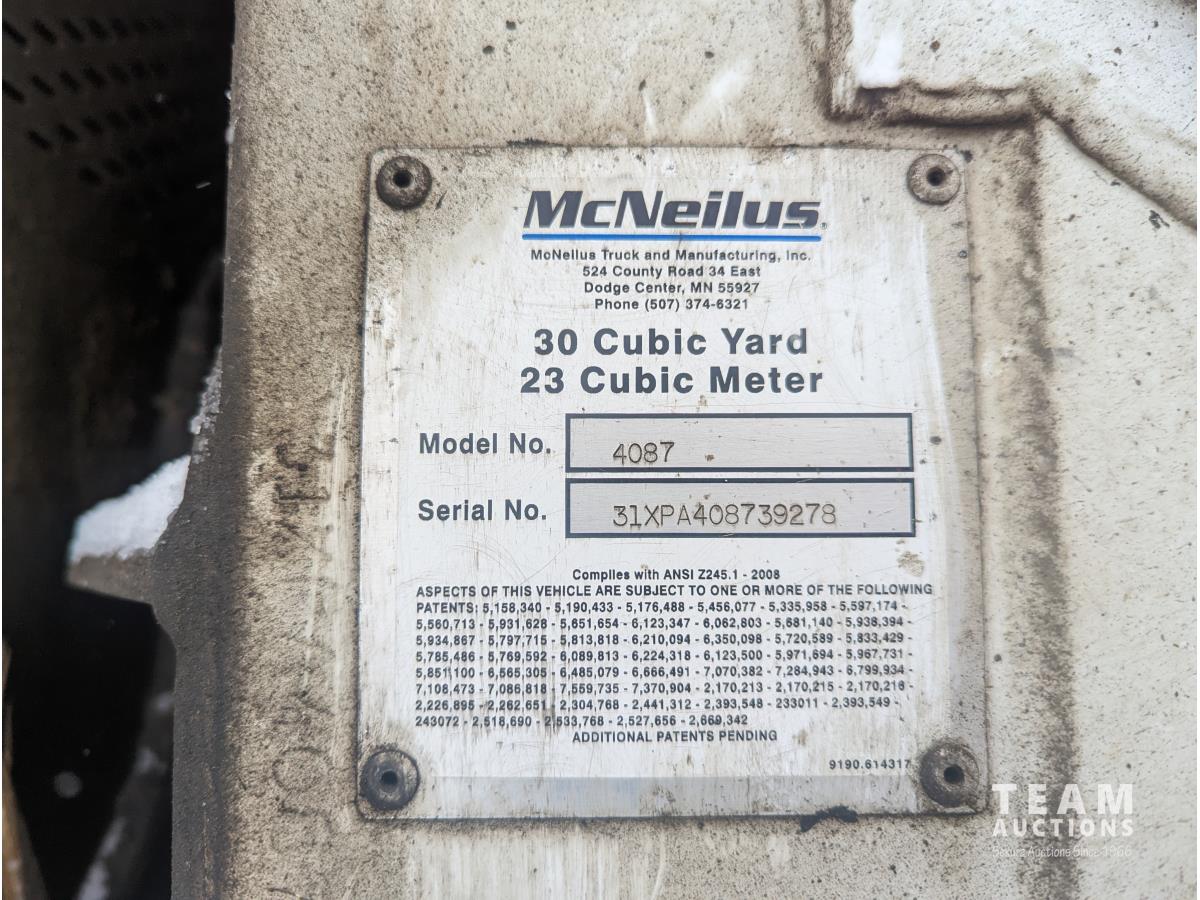 McNeilus
McNeilus Truck and Manufacturing, Inc.
524 County Road 34 East
Dodge Center, MN 55927
Phone (507) 374-6321
30 Cubic Yard
23 Cubic Meter
Model No. 4087
Serial No. 31XPA408739278
Complies with ANSI Z245.1 - 2008
ASPECTS OF THIS VEHICLE ARE SUBJECT TO ONE OR MORE OF THE FOLLOWING
PATENTS: 5,158,340 - 5,190,433 - 5,176,488 - 5,456,077 - 5,335,958 - 5,597,174 -
5,560,713 - 5,931,628 - 5,651,654 - 6,123,347 - 6,062,803 - 5,681,140 - 5,938,394 -
5,934,867 - 5,797,715 - 5,813,818 - 6,210,094 - 6,350,098 - 5,720,589 - 5,833,429 -
5,785,486 - 5,769,592 - 6,089,813 - 6,224,318 - 6,123,500 - 5,971,694 - 5,967,731 -
5,851,100 - 6,565,305 - 6,485,079 - 6,666,491 - 7,070,382 - 7,284,943 - 6,799,934 -
7,108,473 - 7,086,818 - 7,559,735 - 7,370,904 - 2,170,213 - 2,170,215 - 2,170,216 -
2,226,895 - 2,262,651 - 2,304,768 - 2,441,312 - 2,393,548 - 233011 - 2,393,549 -
243072 - 2,518,690 - 2,533,768 - 2,527,656 - 2,669,342
ADDITIONAL PATENTS PENDING
9190.614317
TEAM
AUCTIONS
Auctions Since 1966